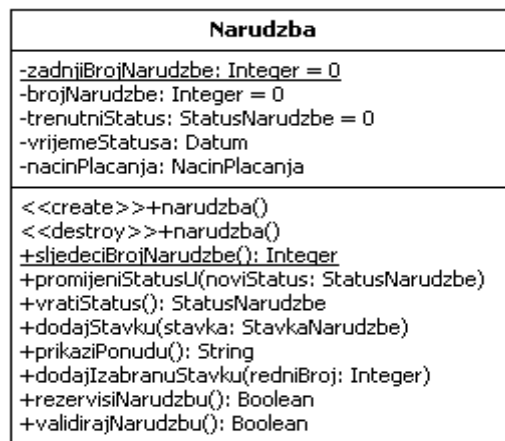 Narudzba
-zadnjiBrojNarudzbe: Integer = 0
-brojNarudzbe: Integer = 0
-trenutniStatus: StatusNarudzbe = 0
-vrijemeStatusa: Datum
-nacinPlacanja: NacinPlacanja
<<create>>+narudzba()
<<destroy>>+narudzba()
+sljedeciBrojNarudzbe(): Integer
+promijeniStatusU(noviStatus: StatusNarudzbe)
+vratiStatus(): StatusNarudzbe
+dodajStavku(stavka: StavkaNarudzbe)
+prikaziPonudu(): String
+dodajIzabranuStavku(redniBroj: Integer)
+rezervisiNarudzbu(): Boolean
+validirajNarudzbu(): Boolean